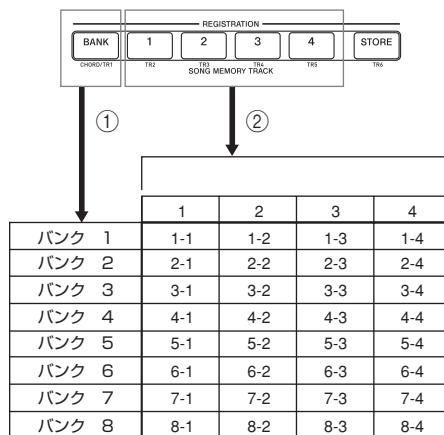 REGISTRATION
BANK 1 2 3 4 STORE
CHORD/TR1 TR2 TR3 TR4 TR5 TR6
SONG MEMORY TRACK
① ②
1 2 3 4
バンク 1 1-1 1-2 1-3 1-4
バンク 2 2-1 2-2 2-3 2-4
バンク 3 3-1 3-2 3-3 3-4
バンク 4 4-1 4-2 4-3 4-4
バンク 5 5-1 5-2 5-3 5-4
バンク 6 6-1 6-2 6-3 6-4
バンク 7 7-1 7-2 7-3 7-4
バンク 8 8-1 8-2 8-3 8-4